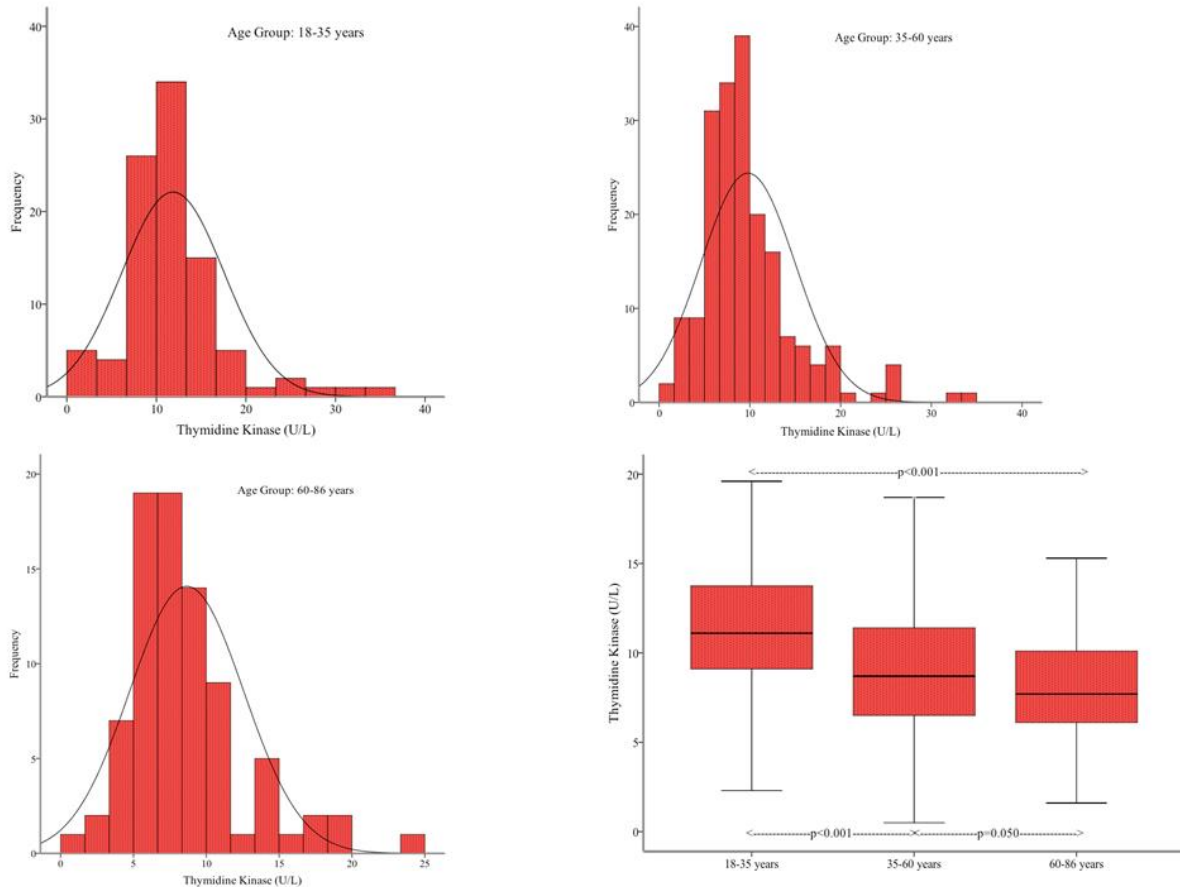 Age Group: 18-35 years
40
30
20
10
0
Frequency
0 10 20 30 40
Thymidine Kinase (U/L)
Age Group: 35-60 years
40
30
20
10
0
Frequency
0 10 20 30 40
Thymidine Kinase (U/L)
Age Group: 60-86 years
20
15
10
5
0
Frequency
0 5 10 15 20 25
Thymidine Kinase (U/L)
20
15
10
5
0
Thymidine Kinase (U/L)
p<0.001
p<0.001 p=0.050
18-35 years 35-60 years 60-86 years